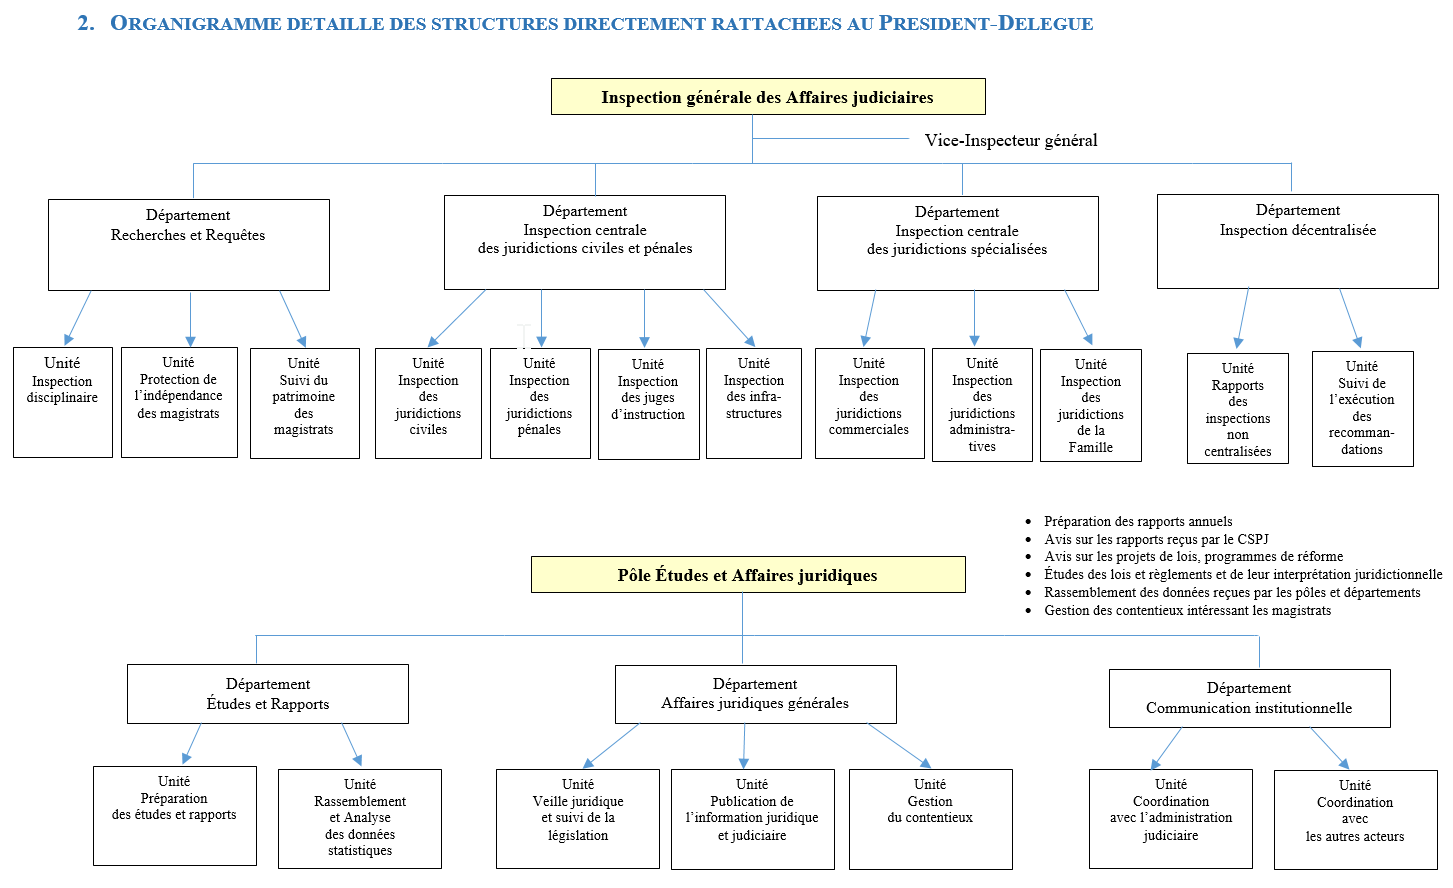 2. ORGANIGRAMME DETAILLE DES STRUCTURES DIRECTEMENT RATTACHEES AU PRESIDENT-DELEGUE
Inspection générale des Affaires judiciaires
Vice-Inspecteur général
Département
Recherches et Requêtes
Département
Inspection centrale
des juridictions civiles et pénales
Département
Inspection centrale
des juridictions spécialisées
Département
Inspection décentralisée
Unité
Inspection
disciplinaire
Unité
Protection de
l’indépendance
des magistrats
Unité
Suivi du
patrimoine
des
magistrats
Unité
Inspection
des
juridictions
civiles
Unité
Inspection
des
juridictions
pénales
Unité
Inspection
des juges
d’instruction
Unité
Inspection
des infra-
structures
Unité
Inspection
des
juridictions
commerciales
Unité
Inspection
des
juridictions
administra-
tives
Unité
Inspection
des
juridictions
de la
Famille
Unité
Rapports
des
inspections
non
centralisées
Unité
Suivi de
l’exécution
des
recomman-
dations
• Préparation des rapports annuels
• Avis sur les rapports reçus par le CSPJ
• Avis sur les projets de lois, programmes de réforme
• Études des lois et règlements et de leur interprétation juridictionnelle
• Rassemblement des données reçues par les pôles et départements
• Gestion des contentieux intéressant les magistrats
Pôle Études et Affaires juridiques
Département
Études et Rapports
Département
Affaires juridiques générales
Département
Communication institutionnelle
Unité
Préparation
des études et rapports
Unité
Rassemblement
et Analyse
des données
statistiques
Unité
Veille juridique
et suivi de la
législation
Unité
Publication de
l’information juridique
et judiciaire
Unité
Gestion
du contentieux
Unité
Coordination
avec l’administration
judiciaire
Unité
Coordination
avec
les autres acteurs